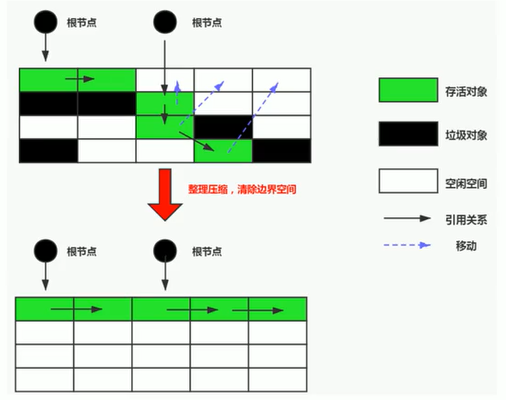 根节点
根节点
存活对象
垃圾对象
空闲空间
引用关系
移动
整理压缩，清除边界空间
根节点
根节点